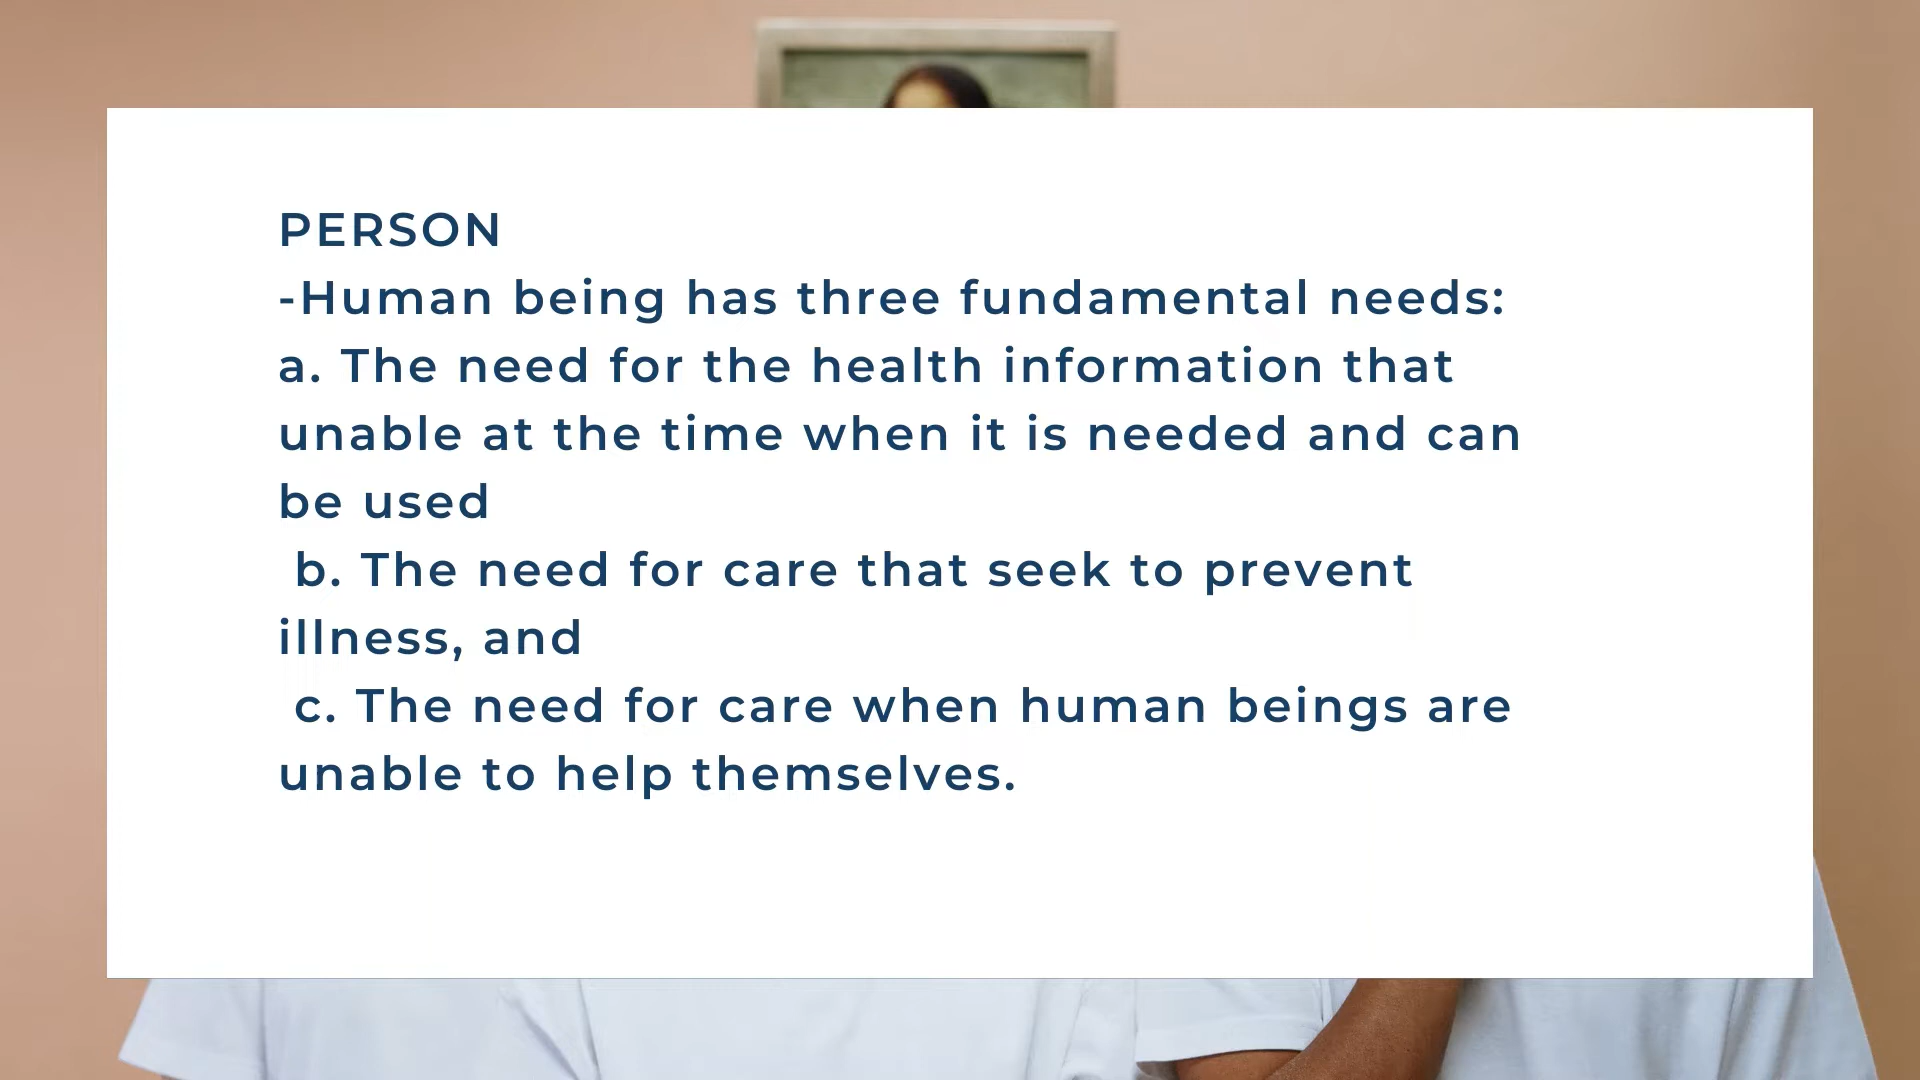 PERSON
-Human being has three fundamental needs:
a. The need for the health information that
unable at the time when it is needed and can
be used
b. The need for care that seek to prevent
illness, and
c. The need for care when human beings are
unable to help themselves.